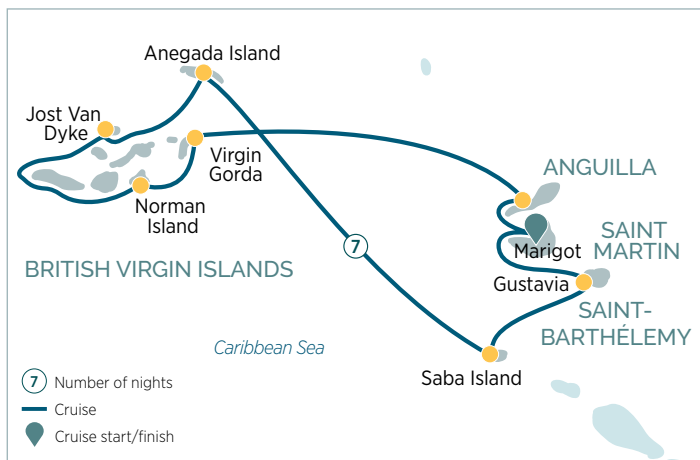 Anegada Island
Jost Van
Dyke
Virgin
Gorda
Norman
Island
BRITISH VIRGIN ISLANDS
ANGUILLA
SAINT
MARTIN
Marigot
Gustavia
SAINT-
BARTHÉLEMY
7
Caribbean Sea
Saba Island
7 Number of nights
Cruise
Cruise start/finish